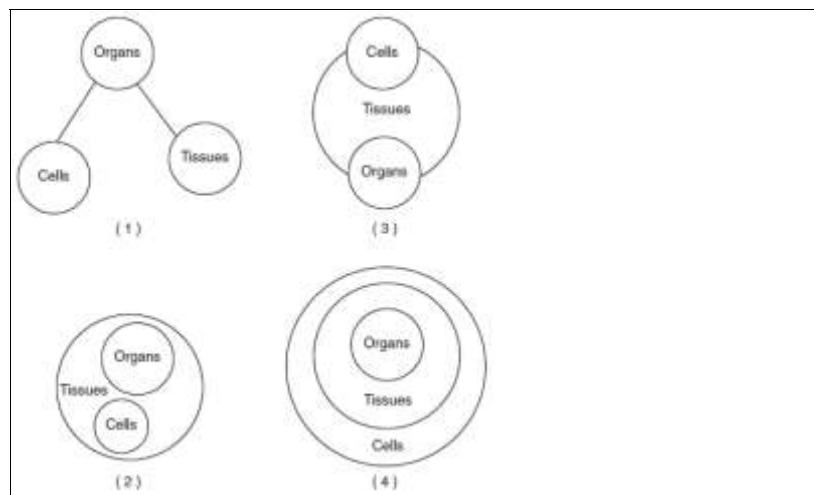 Organs
Cells
Tissues
( 1 )
Cells
Tissues
Organs
( 3 )
Organs
Tissues
Cells
( 2 )
Organs
Tissues
Cells
( 4 )